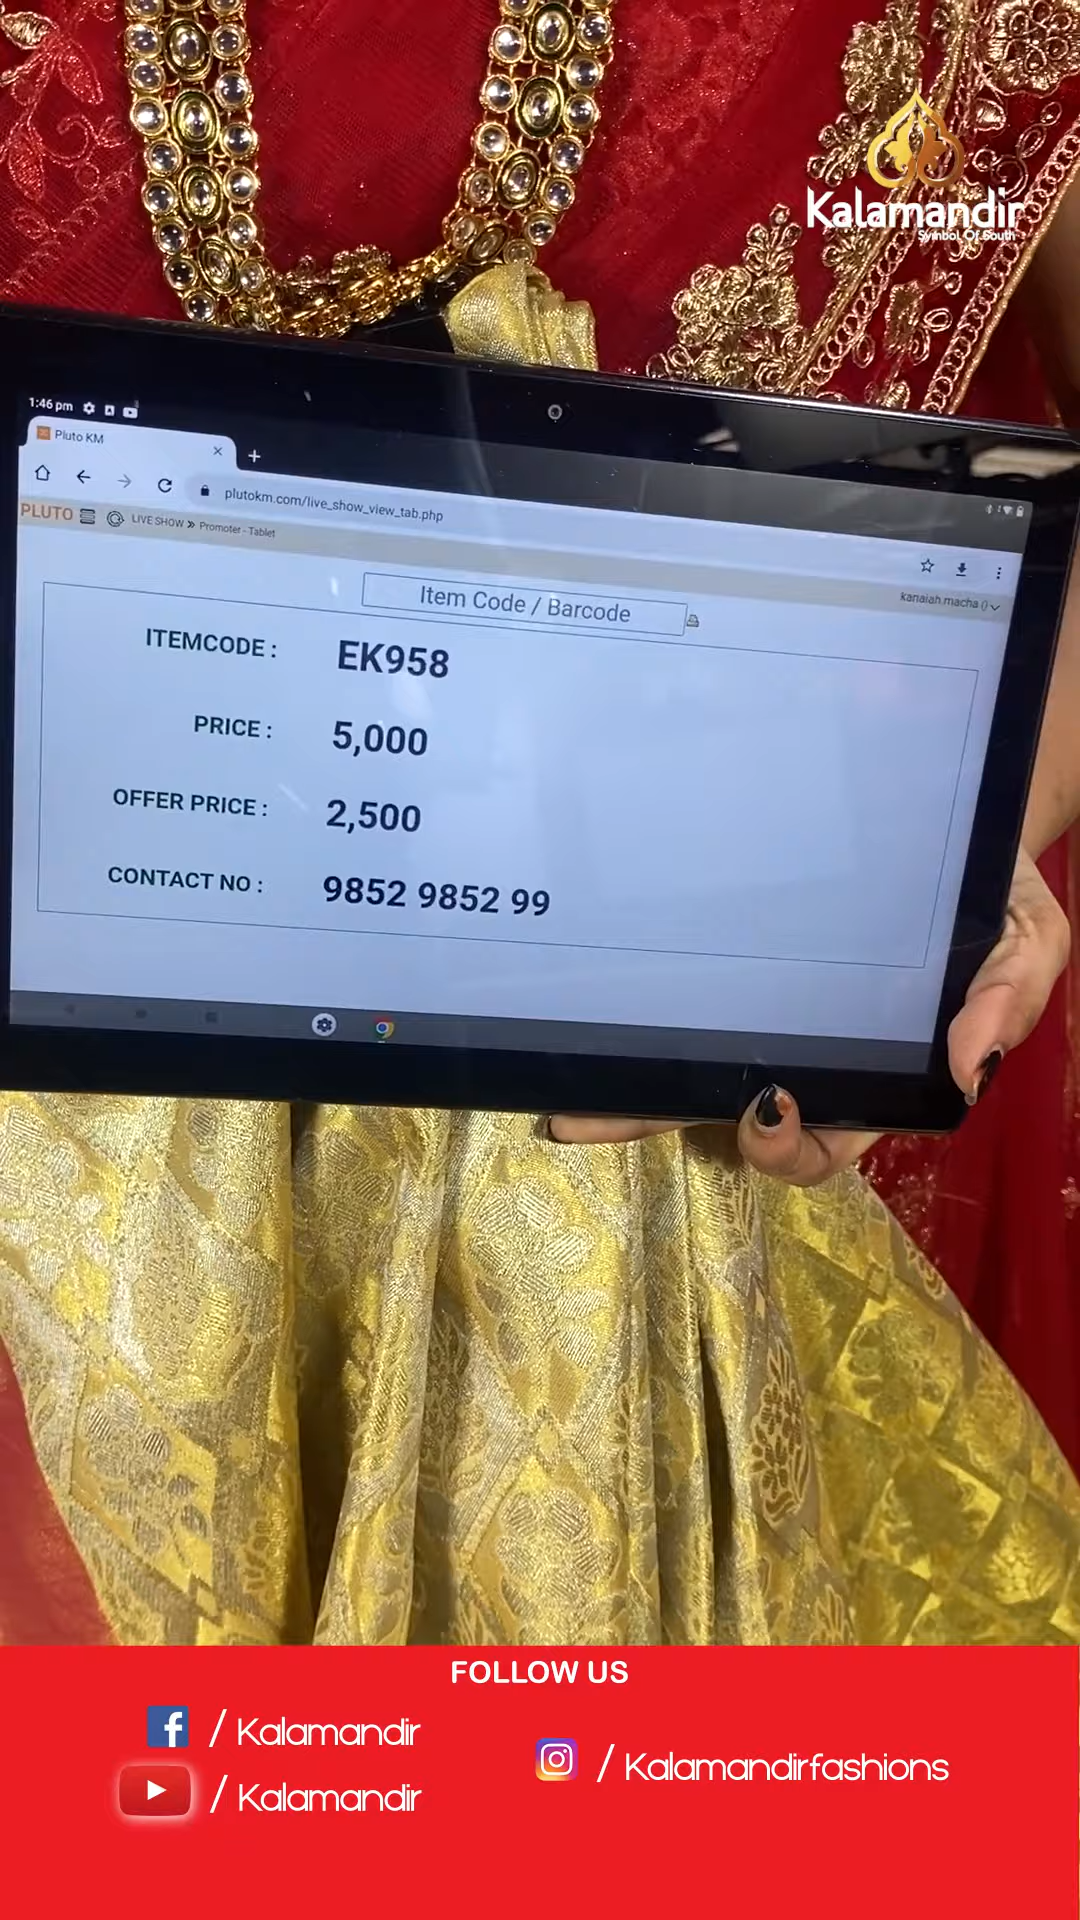 Kalamandir
Symbol Of South
1:46 pm
Pluto KM
plutokm.com/live_show_view_tab.php
PLUTO
LIVE SHOW » Promoter - Tablet
kanaiah.macha ()
Item Code / Barcode
ITEMCODE : EK958
PRICE : 5,000
OFFER PRICE : 2,500
CONTACT NO : 9852 9852 99
FOLLOW US
/ Kalamandir
/ Kalamandirfashions
/ Kalamandir